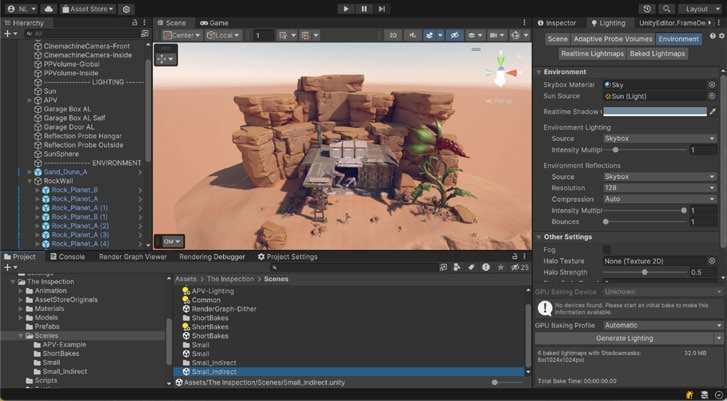 NL
Asset Store
Layout
Hierarchy
All
CinemachineCamera-Front
CinemachineCamera-Inside
PPVolume-Global
PPVolume-Inside
-------------- LIGHTING --------------
Sun
APV
Garage Box AL
Garage Box AL Self
Garage Door AL
Reflection Probe Hangar
Reflection Probe Outside
SunSphere
-------------- ENVIRONMENT
Sand_Dune_A
RockWall
Rock_Planet_B
Rock_Planet_A
Rock_Planet_A (1)
Rock_Planet_B (1)
Rock_Planet_A (2)
Rock_Planet_A (3)
Rock_Planet_A (4)
Scene
Game
Center
Local
1
2D
Persp
Inspector
Lighting
UnityEditor.FrameDe
Scene
Adaptive Probe Volumes
Environment
Realtime Lightmaps
Baked Lightmaps
Environment
Skybox Material
Sky
Sun Source
Sun (Light)
Realtime Shadow
Environment Lighting
Source
Skybox
Intensity Multipl
1
Environment Reflections
Source
Skybox
Resolution
128
Compression
Auto
Intensity Multipl
1
Bounces
1
Other Settings
Fog
Halo Texture
None (Texture 2D)
Halo Strength
0.5
GPU Baking Device
Unknown
No devices found. Please start an initial bake to make this
information available.
GPU Baking Profile
Automatic
Generate Lighting
6 baked lightmaps with Shadowmasks:
32.0 MB
6x(1024x1024px)
Total Bake Time: 00:00:00.00
Project
Console
Render Graph Viewer
Rendering Debugger
Project Settings
25
Settings
The Inspection
Animation
AssetStoreOriginals
Materials
Models
Prefabs
Scenes
APV-Example
ShortBakes
Small
Small_Indirect
Scripts
Assets > The Inspection > Scenes
APV-Lighting
Common
RenderGraph-Dither
ShortBakes
ShortBakes
ShortBakes
Small
Small
Small_Indirect
Small_Indirect
Assets/The Inspection/Scenes/Small_Indirect.unity